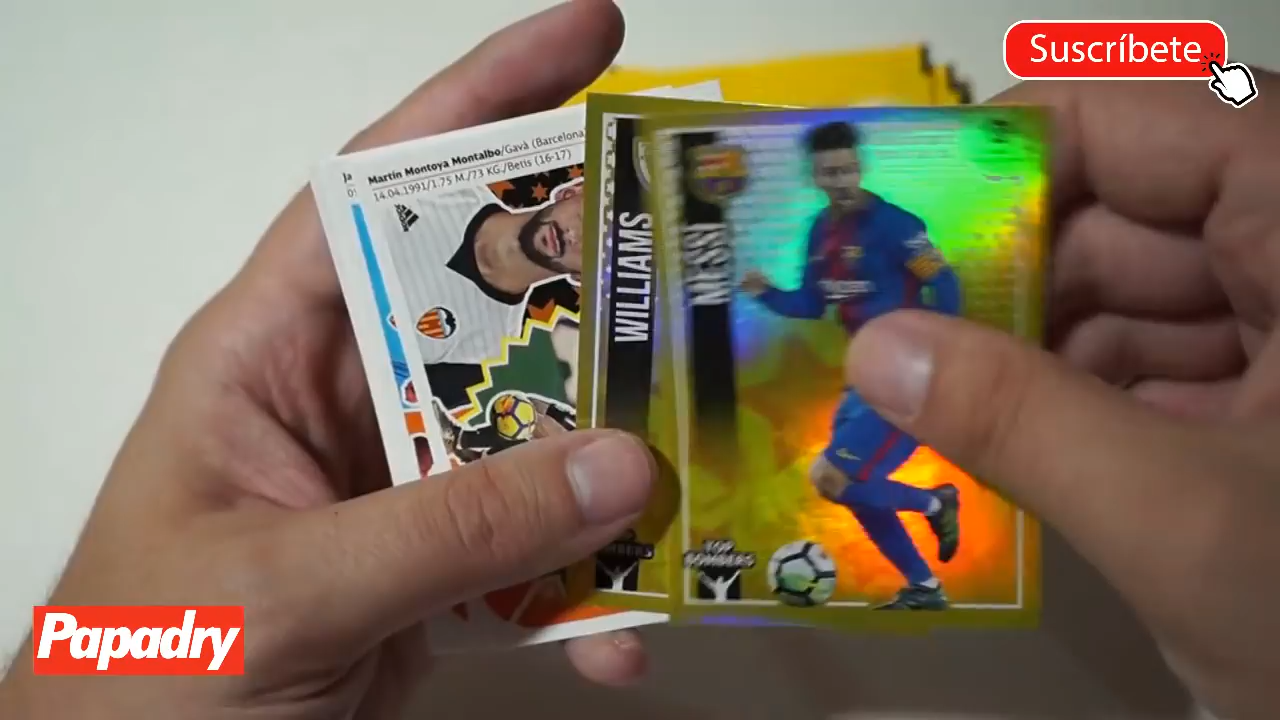 Suscríbete
Martín Montoya Montalbo/Gavà (Barcelona
14.04.1991/1.75 M./73 KG./Betis (16-17)
WILLIAMS
MESSI
TOP
BOMBERS
Papadry